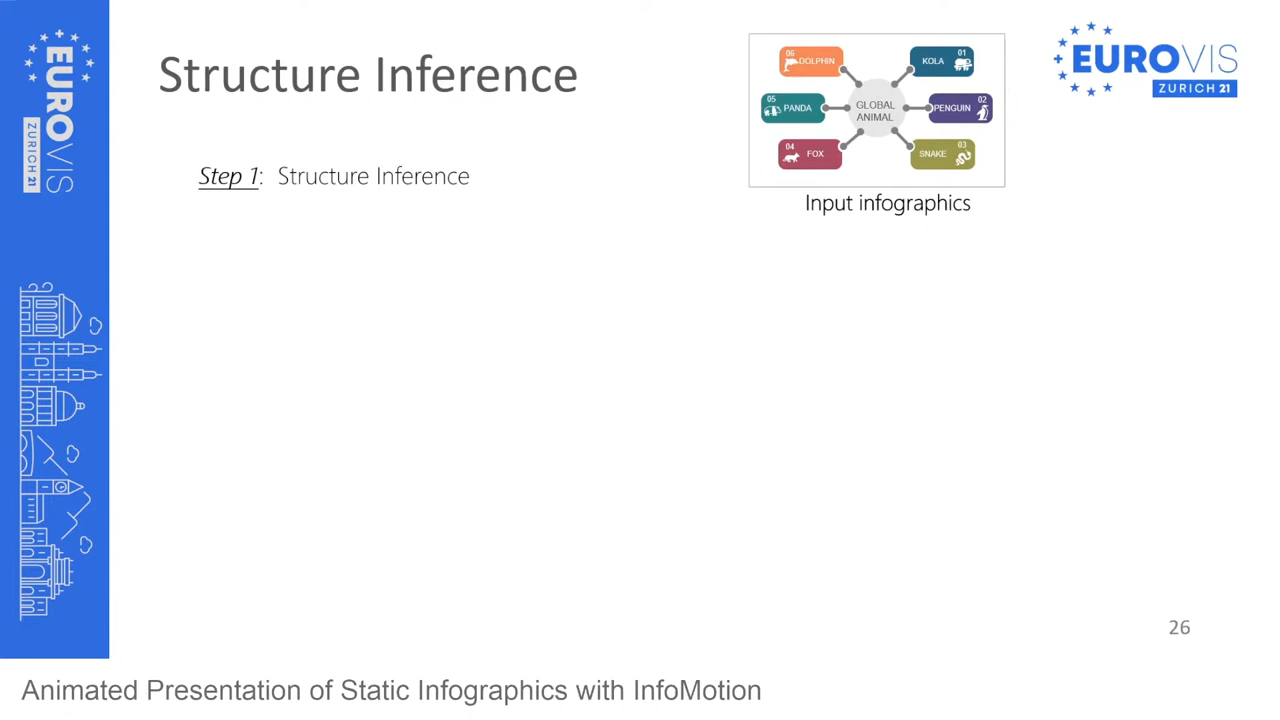 EUROVIS
ZURICH 21
Structure Inference
Step 1: Structure Inference
06
DOLPHIN
01
KOLA
05
PANDA
GLOBAL
ANIMAL
02
PENGUIN
04
FOX
03
SNAKE
Input infographics
EUROVIS
ZURICH 21
26
Animated Presentation of Static Infographics with InfoMotion